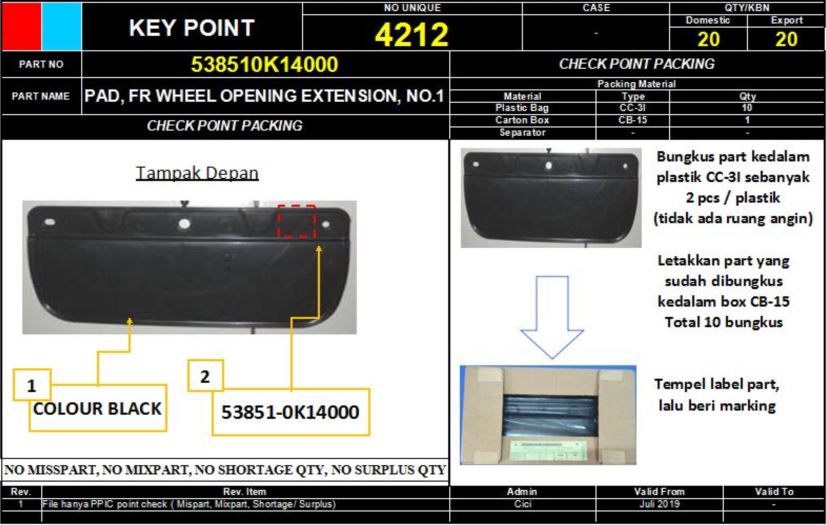 KEY POINT
NO UNIQUE
4212
CASE
-
QTY/KBN
Domestic
Export
20
20
PART NO
538510K14000
CHECK POINT PACKING
PART NAME
PAD, FR WHEEL OPENING EXTENSION, NO.1
Packing Material
Material Type Qty
Plastic Bag CC-3I 10
Carton Box CB-15 1
Separator - -
CHECK POINT PACKING
Tampak Depan
1
COLOUR BLACK
2
53851-0K14000
Bungkus part kedalam
plastik CC-3I sebanyak
2 pcs / plastik
(tidak ada ruang angin)
Letakkan part yang
sudah dibungkus
kedalam box CB-15
Total 10 bungkus
Tempel label part,
lalu beri marking
NO MISSPART, NO MIXPART, NO SHORTAGE QTY, NO SURPLUS QTY
Rev. Rev. Item Admin Valid From Valid To
1 File hanya PPIC point check ( Mispart, Mixpart, Shortage/ Surplus) Cici Juli 2019 -